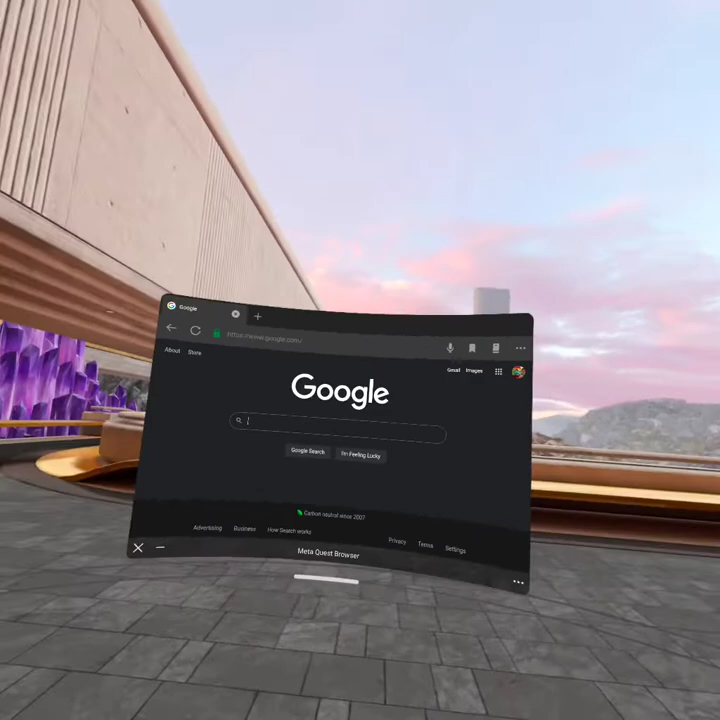 Google
https://www.google.com/
About Store
Gmail Images
Google
Google Search I'm Feeling Lucky
Carbon neutral since 2007
Advertising Business How Search works
Privacy Terms Settings
Meta Quest Browser